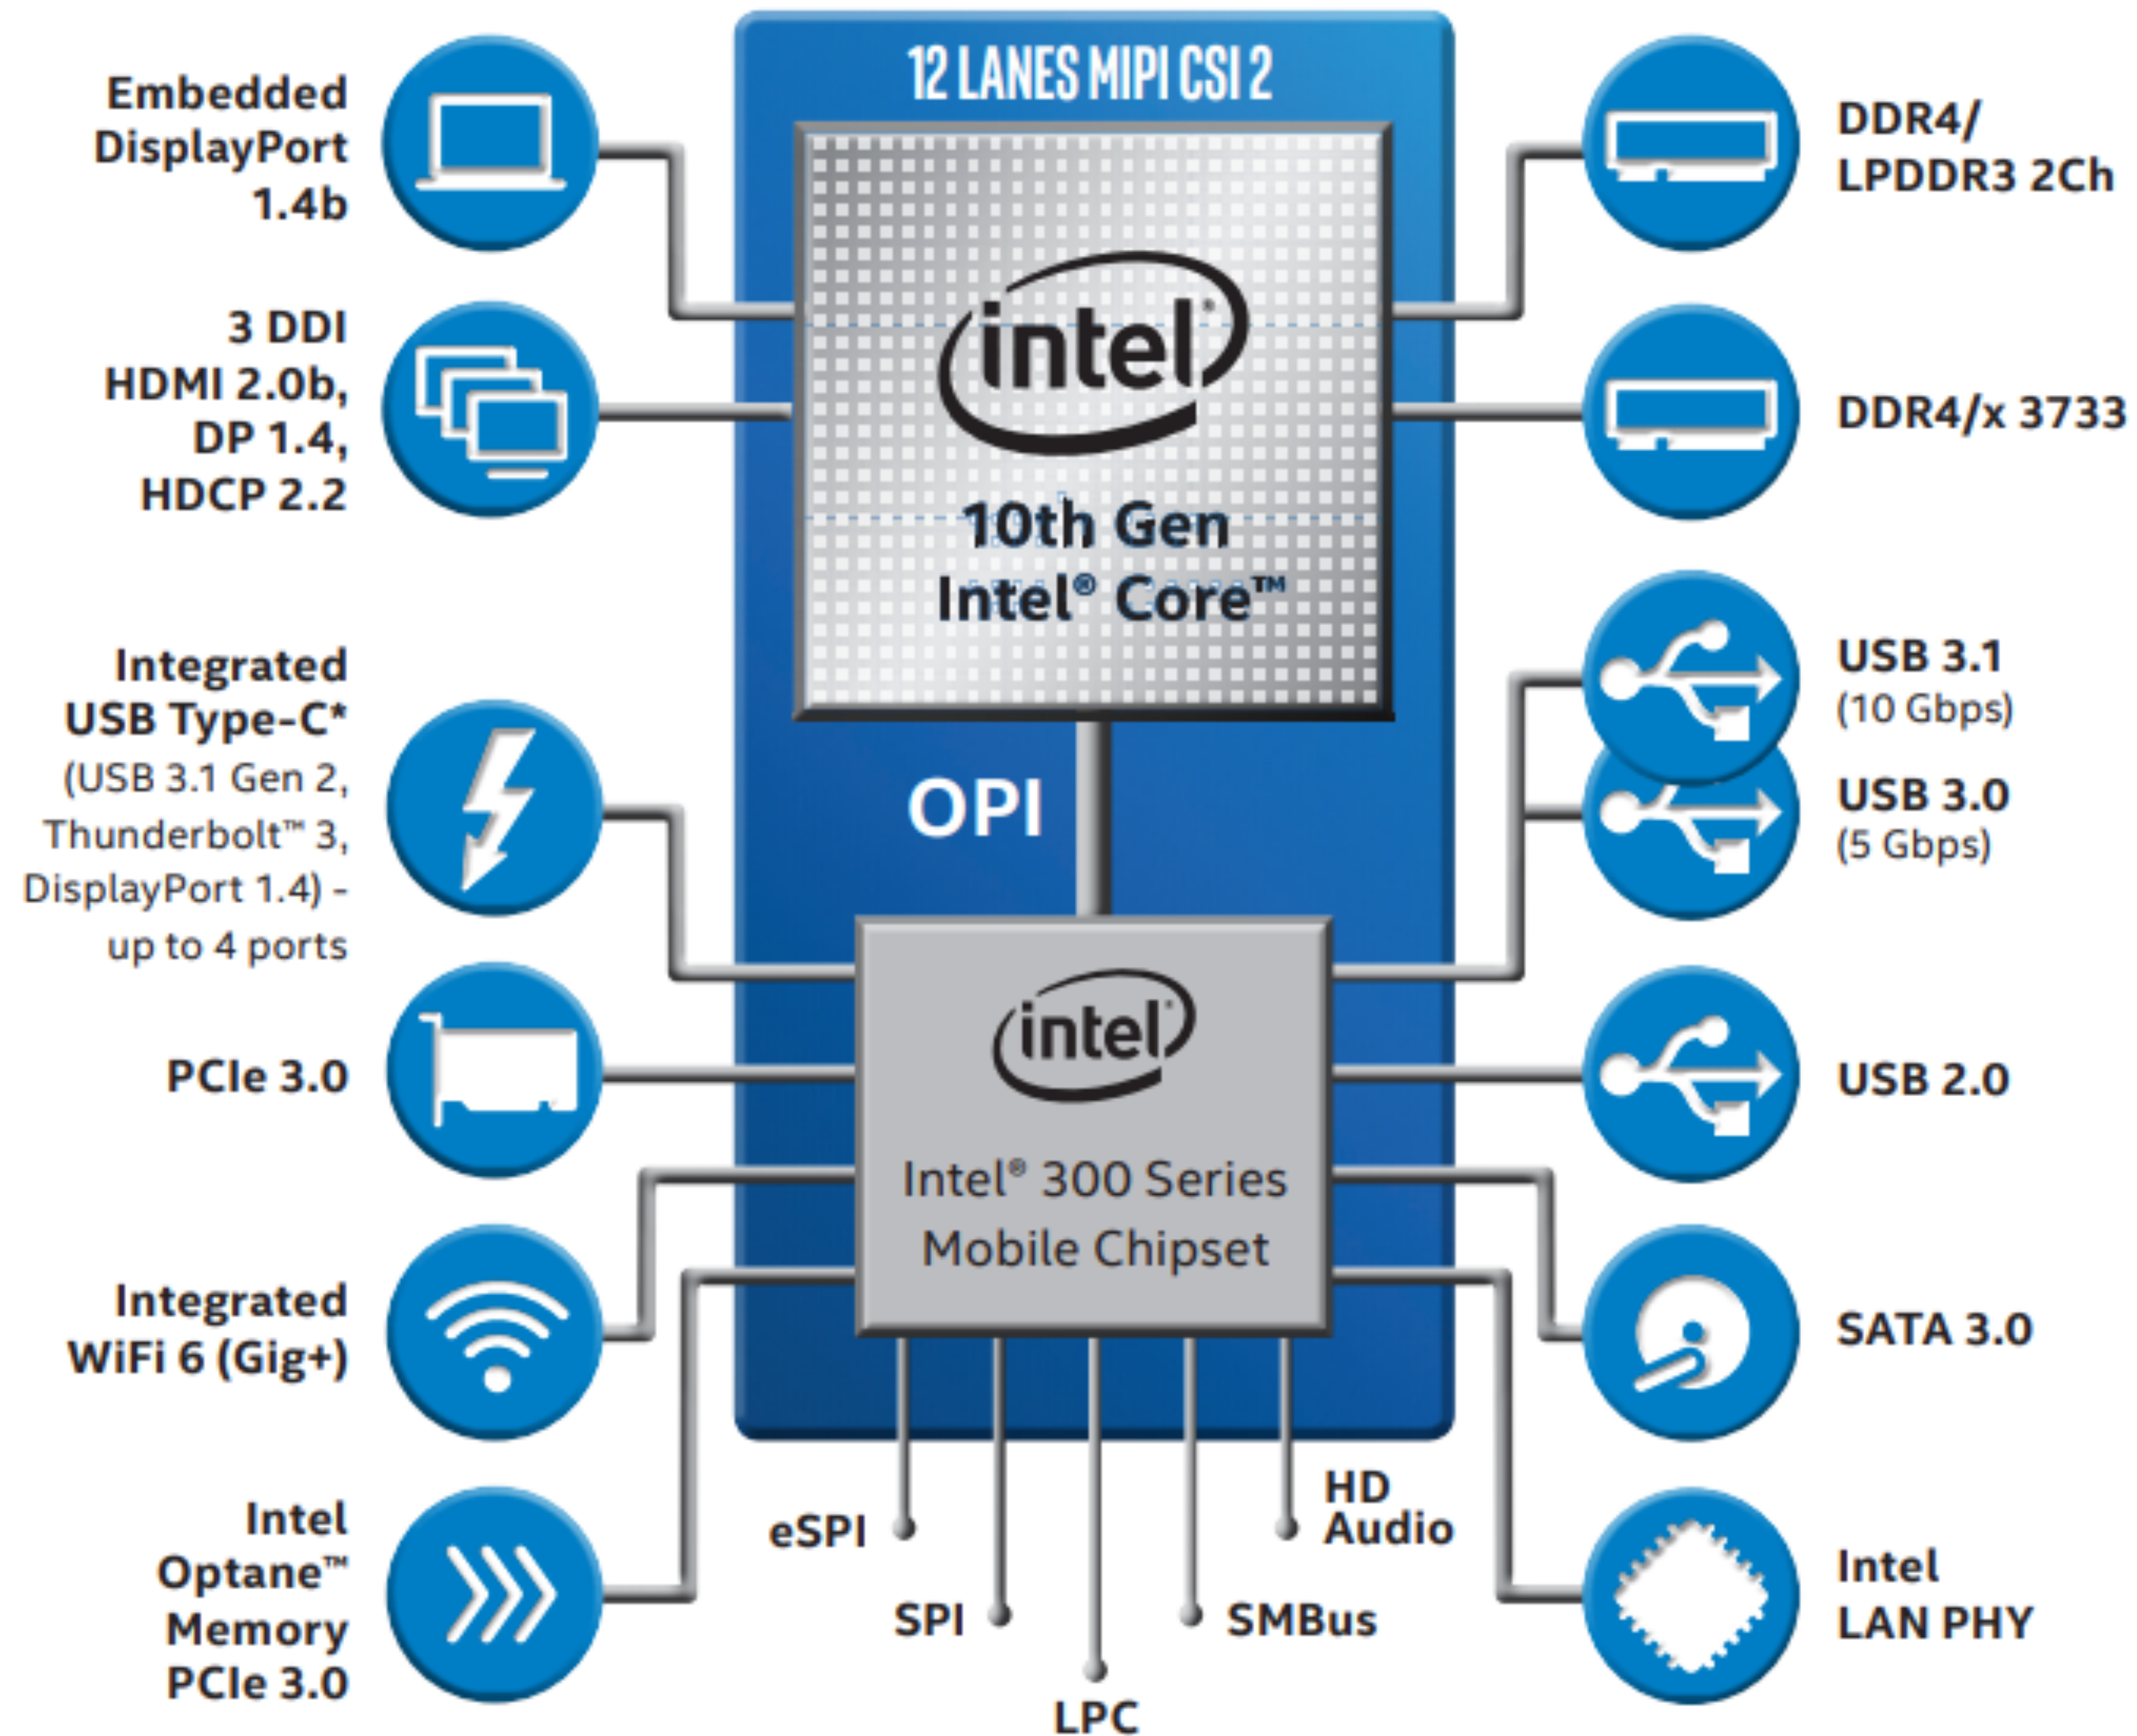 12 LANES MIPI CSI 2
Embedded
DisplayPort
1.4b
3 DDI
HDMI 2.0b,
DP 1.4,
HDCP 2.2
Integrated
USB Type-C*
(USB 3.1 Gen 2,
Thunderbolt™ 3,
DisplayPort 1.4) -
up to 4 ports
PCIe 3.0
Integrated
WiFi 6 (Gig+)
Intel
Optane™
Memory
PCIe 3.0
intel®
10th Gen
Intel® Core™
OPI
intel®
Intel® 300 Series
Mobile Chipset
eSPI
SPI
LPC
SMBus
HD
Audio
DDR4/
LPDDR3 2Ch
DDR4/x 3733
USB 3.1
(10 Gbps)
USB 3.0
(5 Gbps)
USB 2.0
SATA 3.0
Intel
LAN PHY